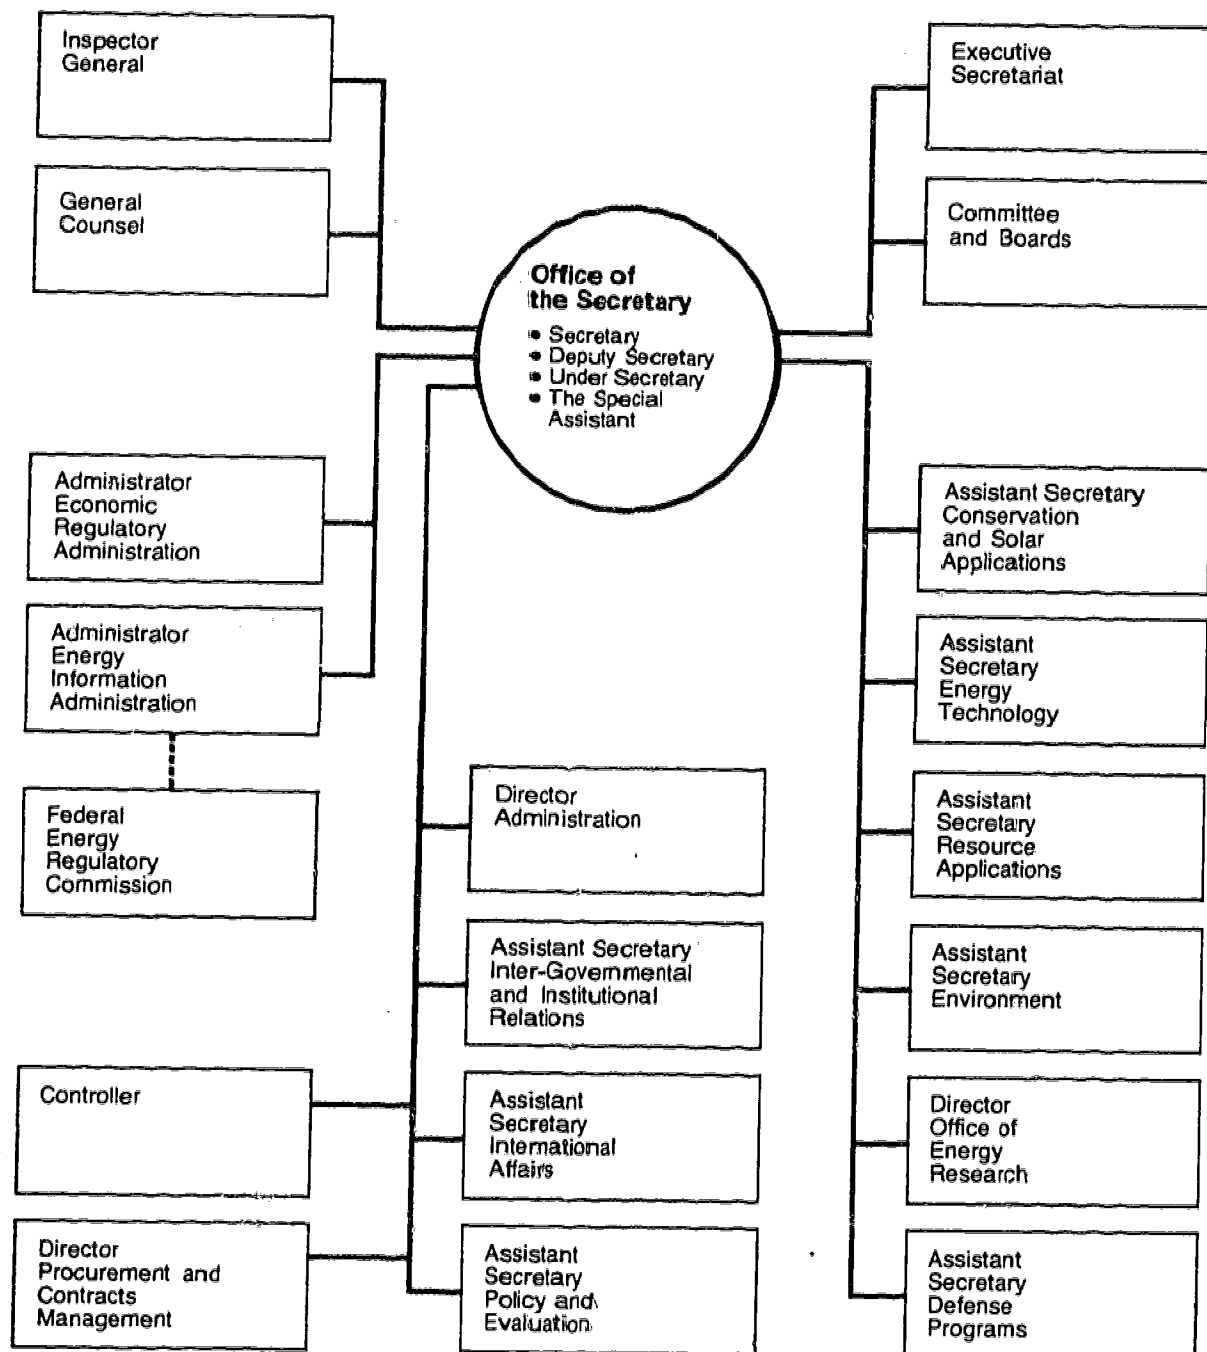 Inspector
General
General
Counsel
Executive
Secretariat
Committee
and Boards
Office of
the Secretary
• Secretary
• Deputy Secretary
• Under Secretary
• The Special
Assistant
Administrator
Economic
Regulatory
Administration
Administrator
Energy
Information
Administration
Federal
Energy
Regulatory
Commission
Controller
Director
Procurement and
Contracts
Management
Director
Administration
Assistant Secretary
Inter-Governmental
and Institutional
Relations
Assistant
Secretary
International
Affairs
Assistant
Secretary
Policy and
Evaluation
Assistant Secretary
Conservation
and Solar
Applications
Assistant
Secretary
Energy
Technology
Assistant
Secretary
Resource
Applications
Assistant
Secretary
Environment
Director
Office of
Energy
Research
Assistant
Secretary
Defense
Programs